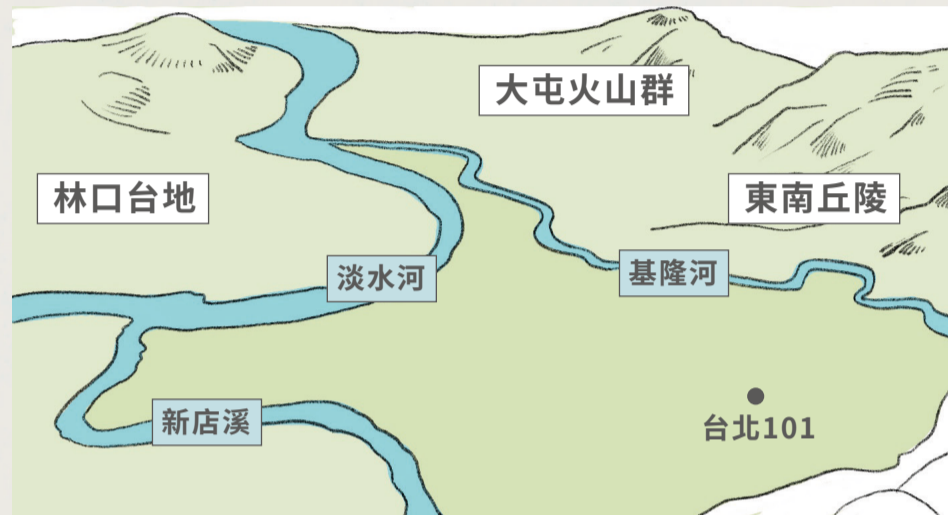 大屯火山群
林口台地
東南丘陵
淡水河
基隆河
新店溪
台北101